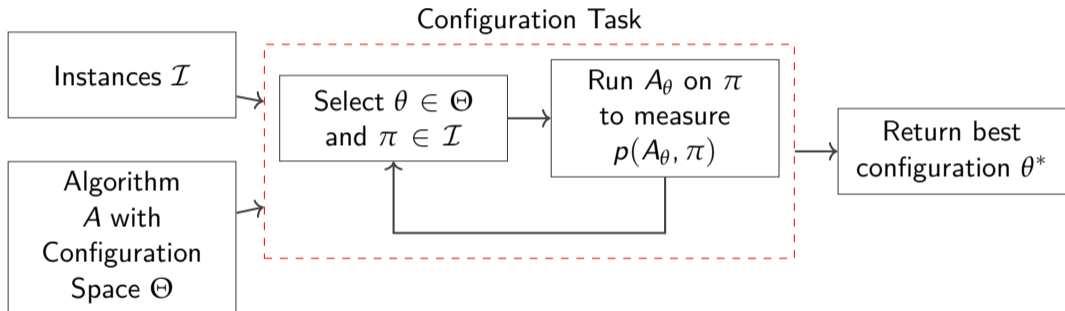 Configuration Task
Instances ℐ
Algorithm
A with
Configuration
Space Θ
Select θ ∈ Θ
and π ∈ ℐ
Run A_θ on π
to measure
p(A_θ, π)
Return best
configuration θ*